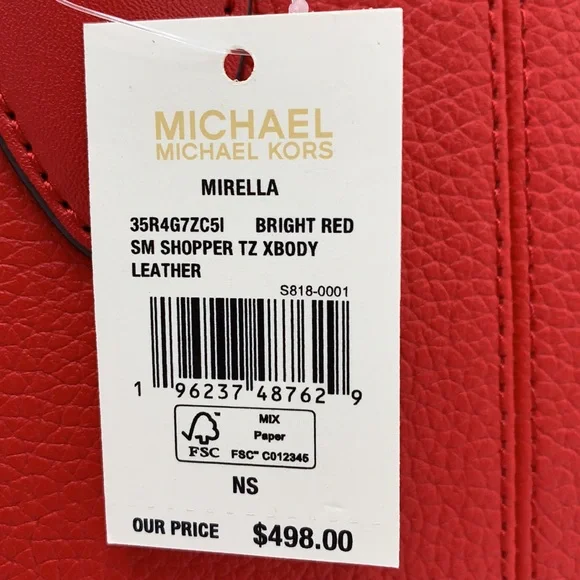 MICHAEL
MICHAEL KORS
MIRELLA
35R4G7ZC5I BRIGHT RED
SM SHOPPER TZ XBODY
LEATHER
S818-0001
1 96237 48762 9
MIX
Paper
FSC™ C012345
FSC
NS
OUR PRICE $498.00